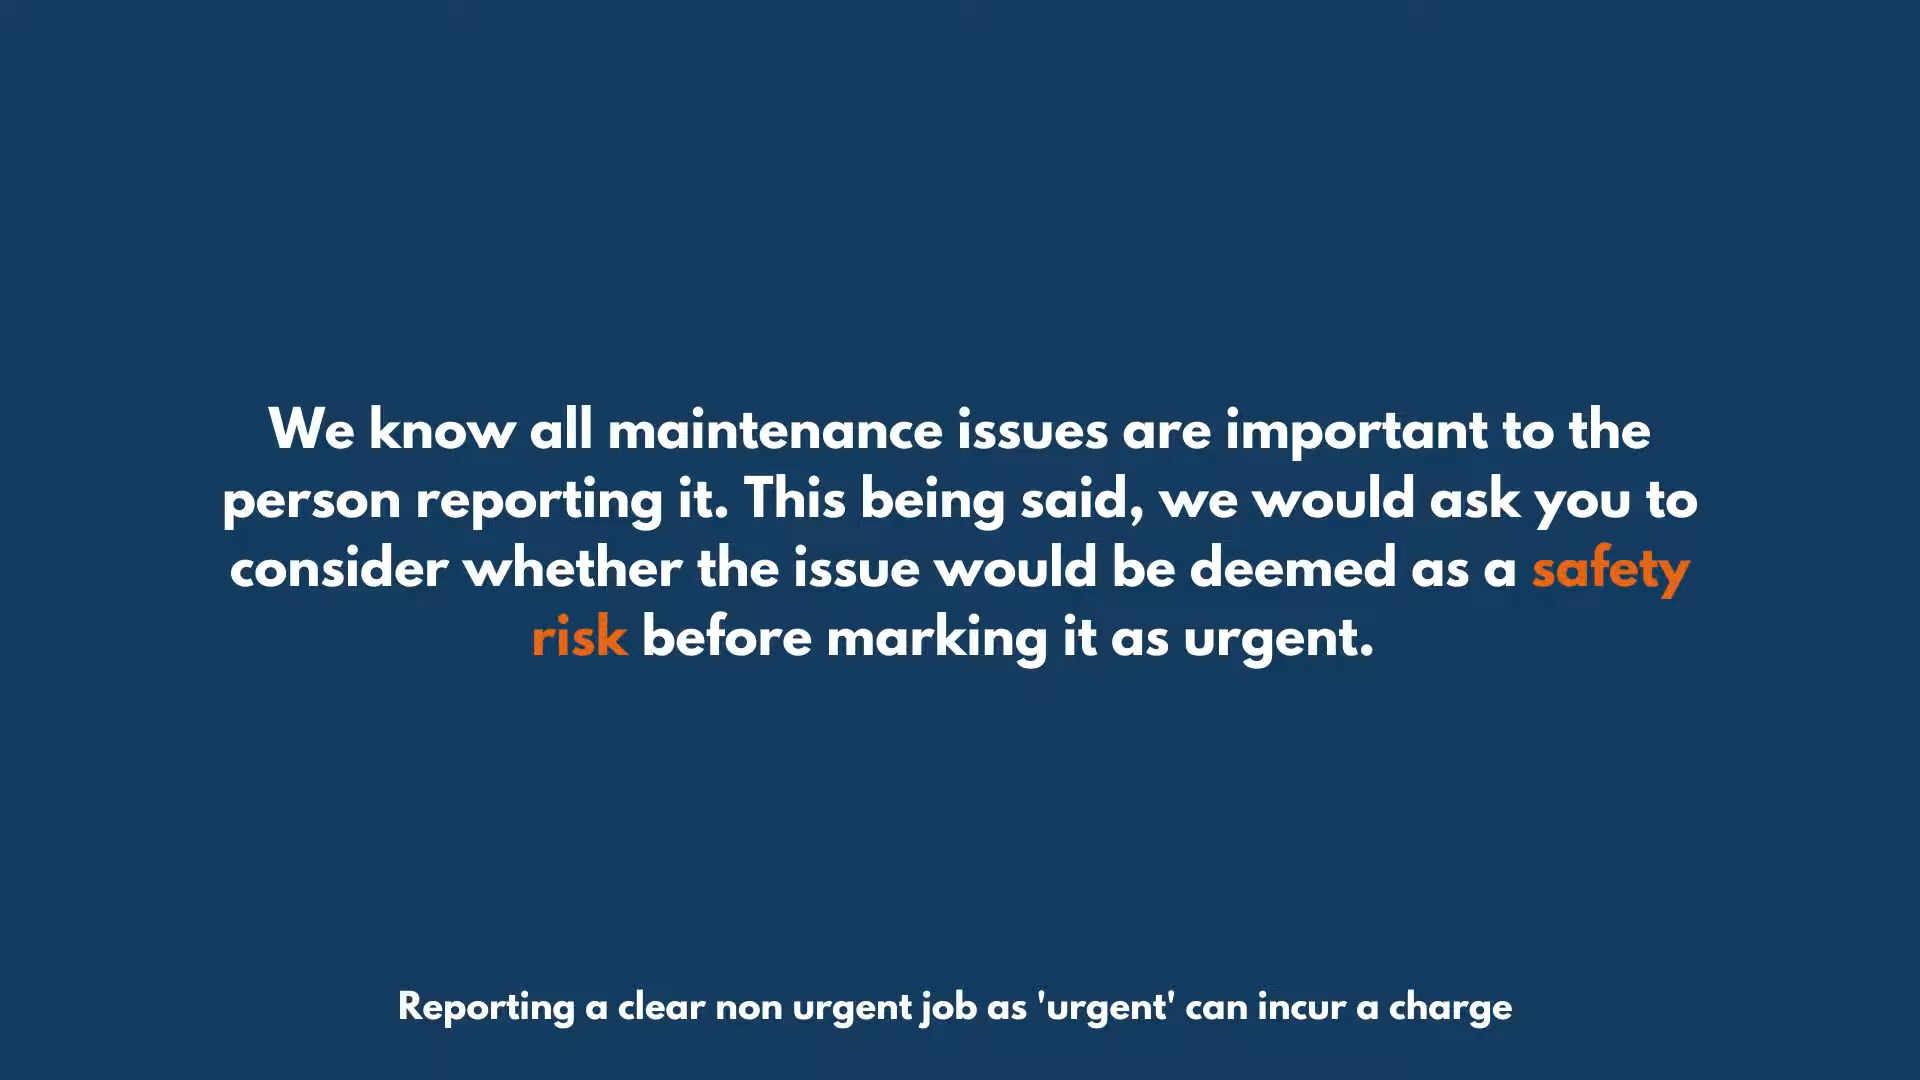 We know all maintenance issues are important to the
person reporting it. This being said, we would ask you to
consider whether the issue would be deemed as a safety
risk before marking it as urgent.
Reporting a clear non urgent job as 'urgent' can incur a charge